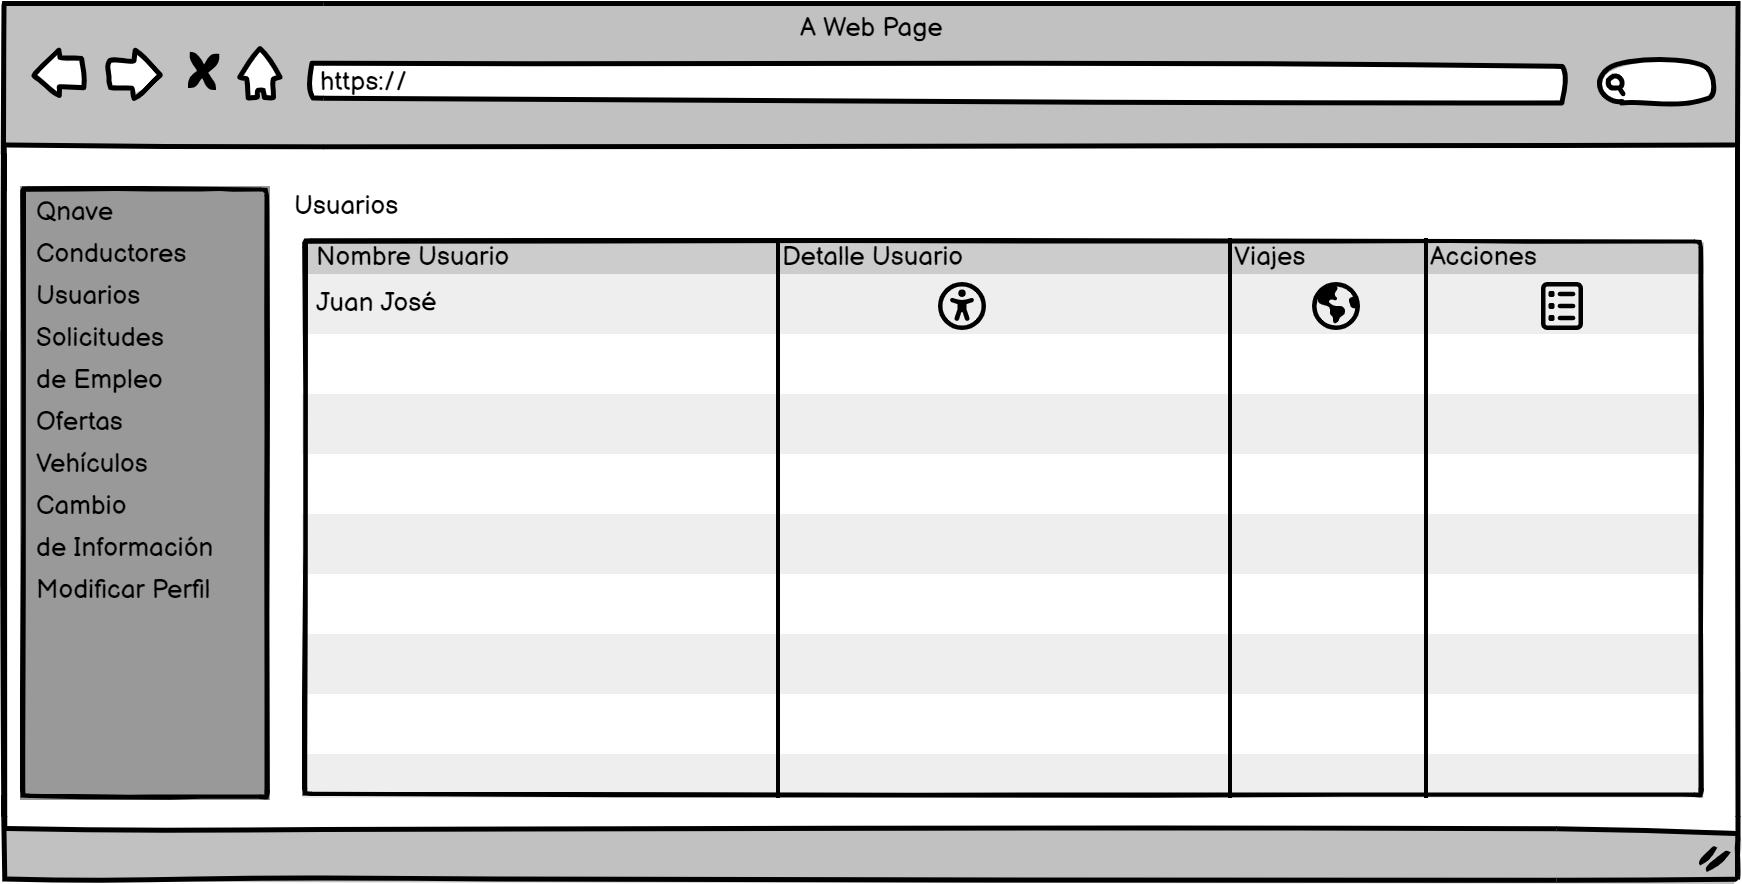 A Web Page
https://
Qnave
Conductores
Usuarios
Solicitudes
de Empleo
Ofertas
Vehículos
Cambio
de Información
Modificar Perfil
Usuarios
Nombre Usuario Detalle Usuario Viajes Acciones
Juan José